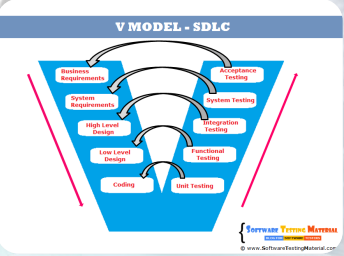 V MODEL - SDLC
Business
Requirements
Acceptance
Testing
System
Requirements
System Testing
High Level
Design
Integration
Testing
Low Level
Design
Functional
Testing
Coding
Unit Testing
SOFTWARE TESTING MATERIAL
© www.SoftwareTestingMaterial.com